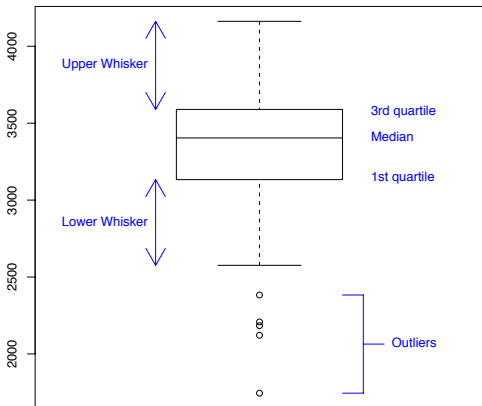 4000
Upper Whisker
3500
3rd quartile
Median
1st quartile
3000
Lower Whisker
2500
Outliers
2000